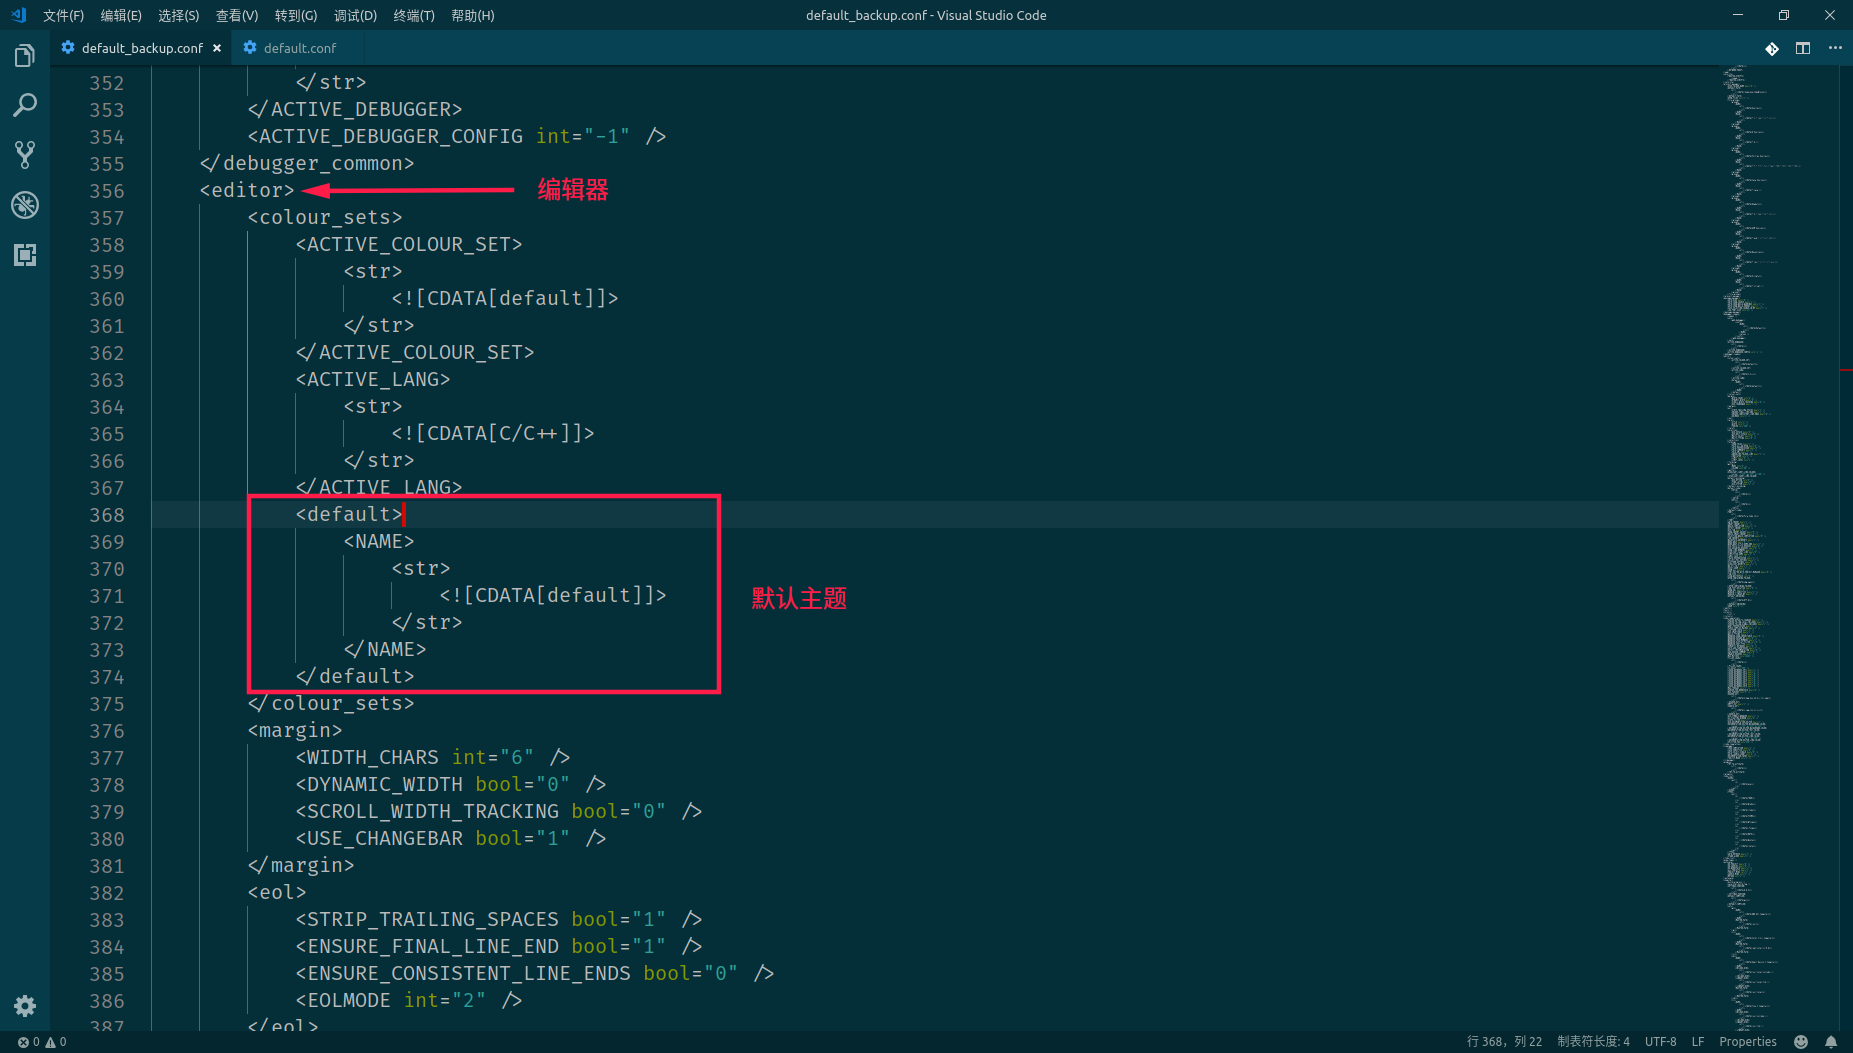 文件(F) 编辑(E) 选择(S) 查看(V) 转到(G) 调试(D) 终端(T) 帮助(H) default_backup.conf - Visual Studio Code
default_backup.conf × default.conf
352 </str>
353 </ACTIVE_DEBUGGER>
354 <ACTIVE_DEBUGGER_CONFIG int="-1" />
355 </debugger_common>
356 <editor> 编辑器
357 <colour_sets>
358 <ACTIVE_COLOUR_SET>
359 <str>
360 <![CDATA[default]]>
361 </str>
362 </ACTIVE_COLOUR_SET>
363 <ACTIVE_LANG>
364 <str>
365 <![CDATA[C/C++]]>
366 </str>
367 </ACTIVE_LANG>
368 <default>
369 <NAME>
370 <str>
371 <![CDATA[default]]> 默认主题
372 </str>
373 </NAME>
374 </default>
375 </colour_sets>
376 <margin>
377 <WIDTH_CHARS int="6" />
378 <DYNAMIC_WIDTH bool="0" />
379 <SCROLL_WIDTH_TRACKING bool="0" />
380 <USE_CHANGEBAR bool="1" />
381 </margin>
382 <eol>
383 <STRIP_TRAILING_SPACES bool="1" />
384 <ENSURE_FINAL_LINE_END bool="1" />
385 <ENSURE_CONSISTENT_LINE_ENDS bool="0" />
386 <EOLMODE int="2" />
387 </eol>
0 0 行 368，列 22 制表符长度: 4 UTF-8 LF Properties